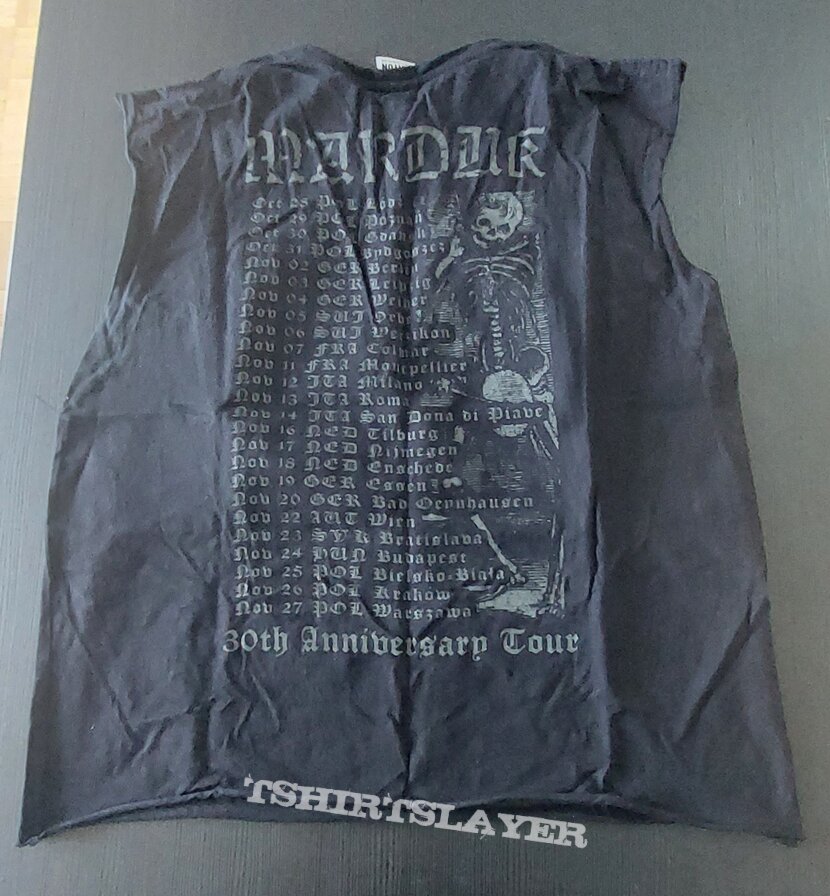 MARDUK
Oct 28 POL Łódź
Oct 29 POL Poznań
Oct 30 POL Gdańsk
Oct 31 POL Bydgoszcz
Nov 02 GER Berlin
Nov 03 GER Leipzig
Nov 04 GER Weiher
Nov 05 SUI Orbe
Nov 06 SUI Wetzikon
Nov 07 FRA Colmar
Nov 11 FRA Montpellier
Nov 12 ITA Milano
Nov 13 ITA Roma
Nov 14 ITA San Dona di Piave
Nov 16 NED Tilburg
Nov 17 NED Nijmegen
Nov 18 NED Enschede
Nov 19 GER Essen
Nov 20 GER Bad Oeynhausen
Nov 22 AUT Wien
Nov 23 SVK Bratislava
Nov 24 HUN Budapest
Nov 25 POL Bielsko-Biała
Nov 26 POL Kraków
Nov 27 POL Warszawa
30th Anniversary Tour
TSHIRTSLAYER